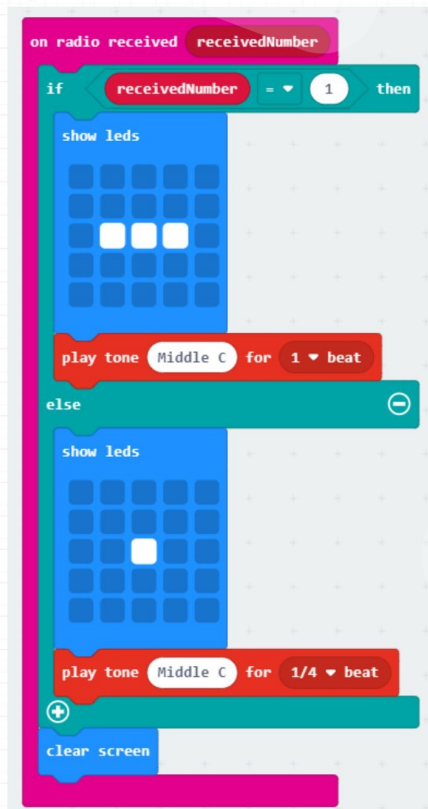 on radio received receivedNumber
if receivedNumber = 1 then
show leds
play tone Middle C for 1 beat
else
show leds
play tone Middle C for 1/4 beat
clear screen